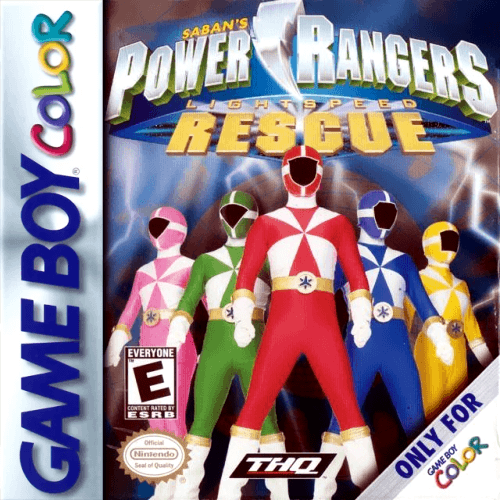 GAME BOY COLOR
SABAN'S
POWER RANGERS
LIGHTSPEED
RESCUE
EVERYONE
E
CONTENT RATED BY
ESRB
Official
Nintendo
Seal of Quality
THQ
ONLY FOR
GAME BOY
COLOR